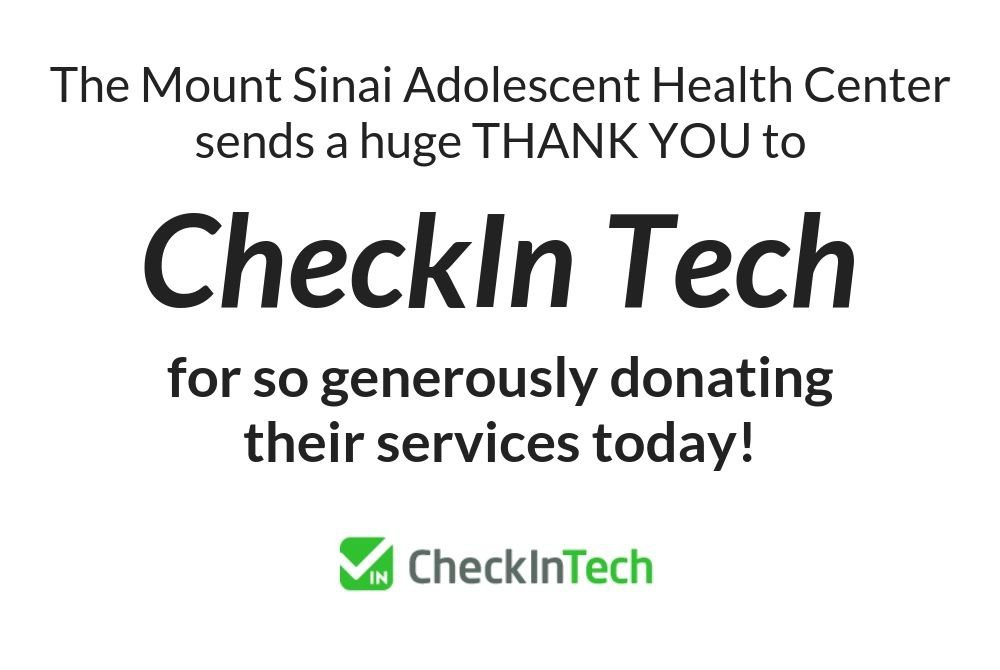 The Mount Sinai Adolescent Health Center
sends a huge THANK YOU to
CheckIn Tech
for so generously donating
their services today!
IN CheckInTech